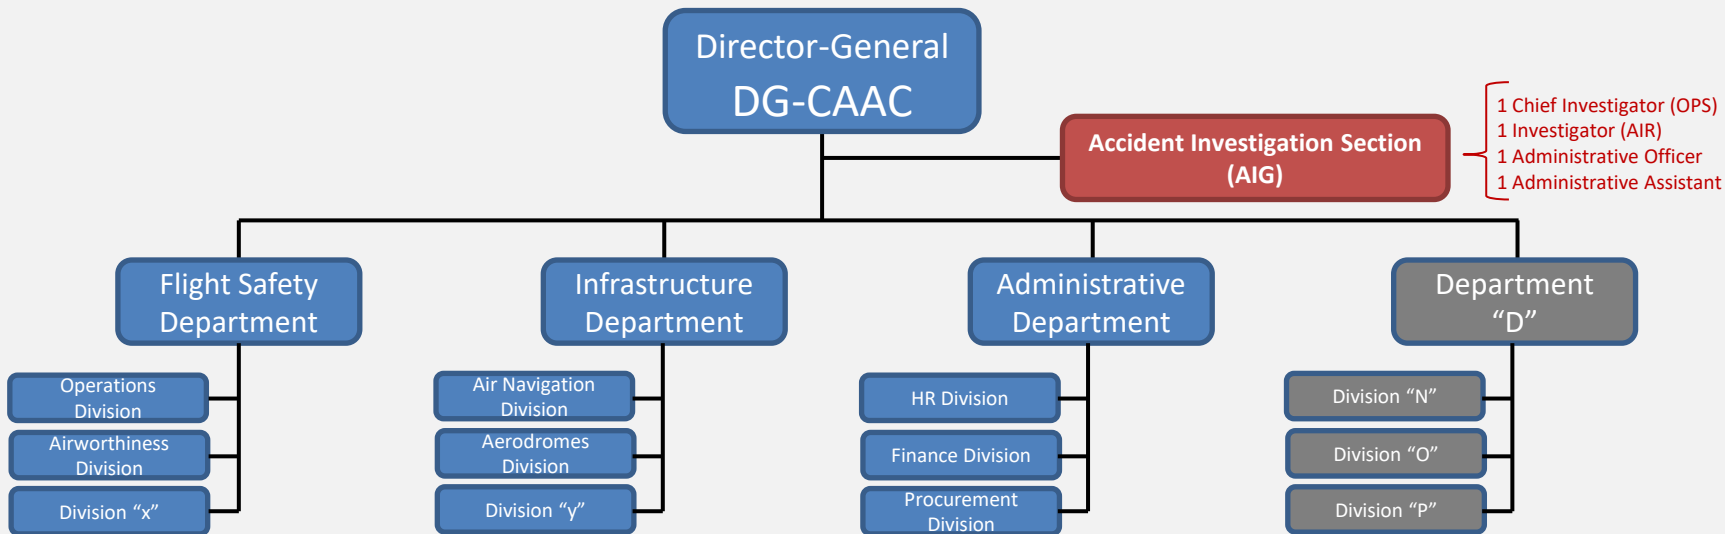 Director-General
DG-CAAC
Accident Investigation Section
(AIG)
1 Chief Investigator (OPS)
1 Investigator (AIR)
1 Administrative Officer
1 Administrative Assistant
Flight Safety
Department
Operations
Division
Airworthiness
Division
Division “x”
Infrastructure
Department
Air Navigation
Division
Aerodromes
Division
Division “y”
Administrative
Department
HR Division
Finance Division
Procurement
Division
Department
“D”
Division “N”
Division “O”
Division “P”